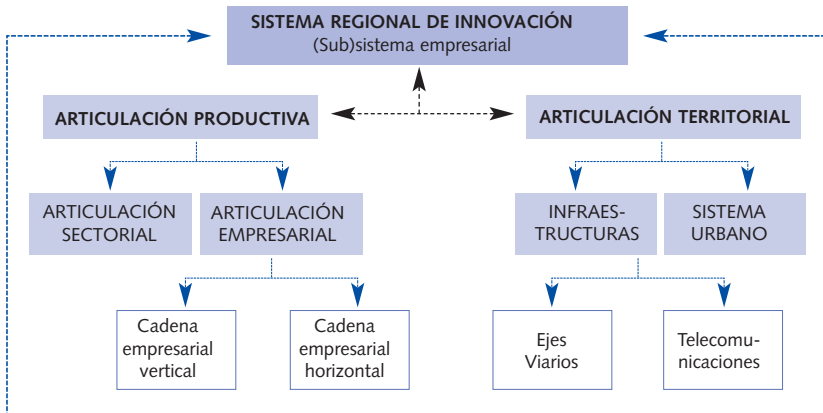 SISTEMA REGIONAL DE INNOVACIÓN
(Sub)sistema empresarial
ARTICULACIÓN PRODUCTIVA
ARTICULACIÓN TERRITORIAL
ARTICULACIÓN
SECTORIAL
ARTICULACIÓN
EMPRESARIAL
INFRAES-
TRUCTURAS
SISTEMA
URBANO
Cadena
empresarial
vertical
Cadena
empresarial
horizontal
Ejes
Viarios
Telecomu-
nicaciones